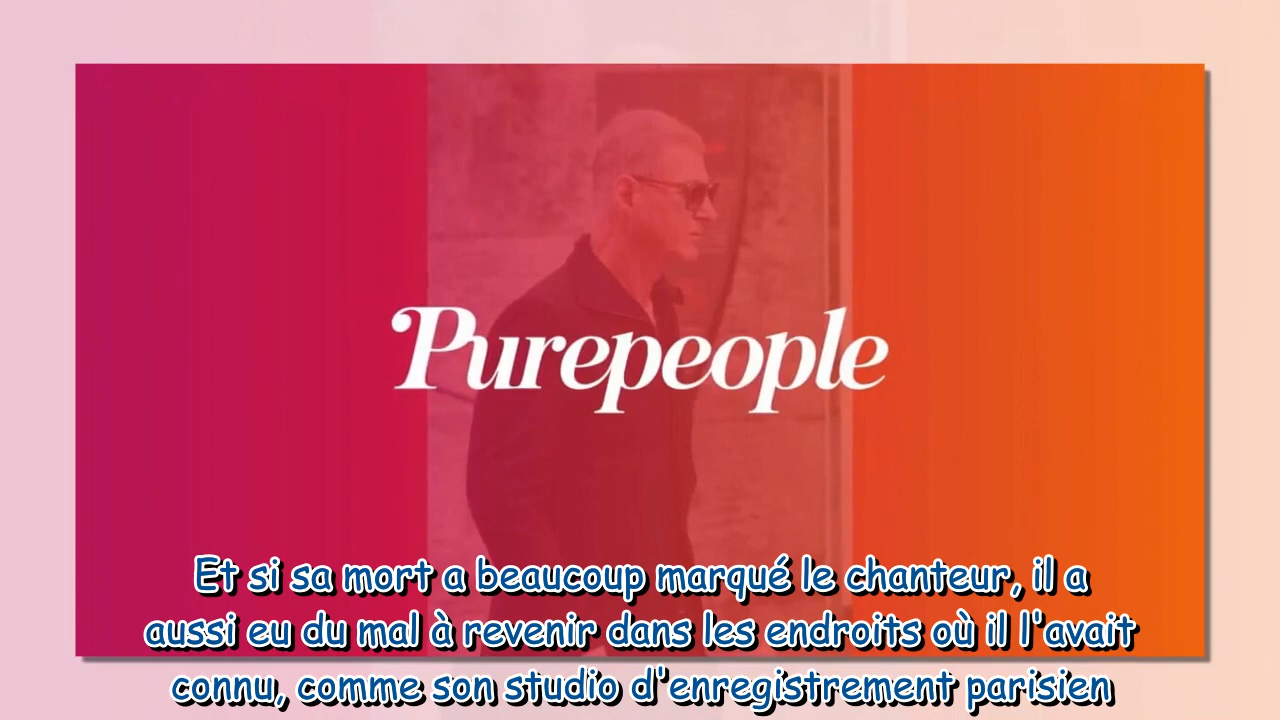 Purepeople
Et si sa mort a beaucoup marqué le chanteur, il a
aussi eu du mal à revenir dans les endroits où il l'avait
connu, comme son studio d'enregistrement parisien